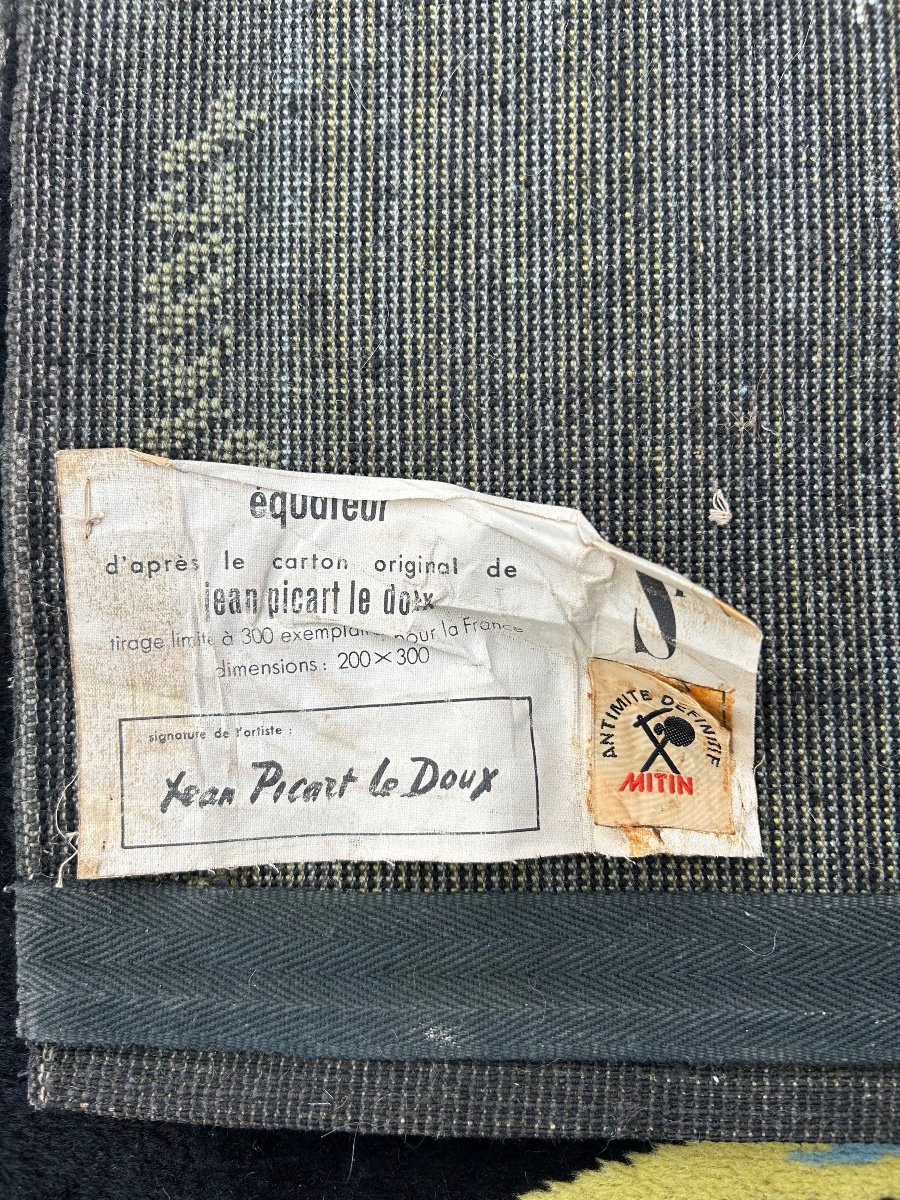 équateur
d'après le carton original de
jean picart le doux
tirage limité à 300 exemplaires pour la France
dimensions: 200×300
signature de l'artiste:
Jean Picart le Doux
S
ANTIMITE DEFINITIF
MITIN